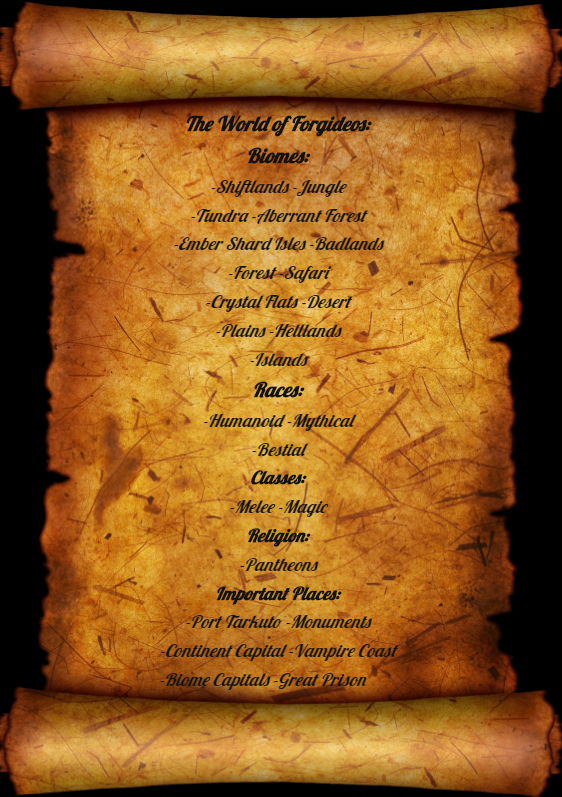 The World of Forgideos:
Biomes:
-Shiftlands -Jungle
-Tundra -Aberrant Forest
-Ember Shard Isles -Badlands
-Forest -Safari
-Crystal Flats -Desert
-Plains -Helllands
-Islands
Races:
-Humanoid -Mythical
-Bestial
Classes:
-Melee -Magic
Religion:
-Pantheons
Important Places:
-Port Tarkuto -Monuments
-Continent Capital -Vampire Coast
-Biome Capitals -Great Prison